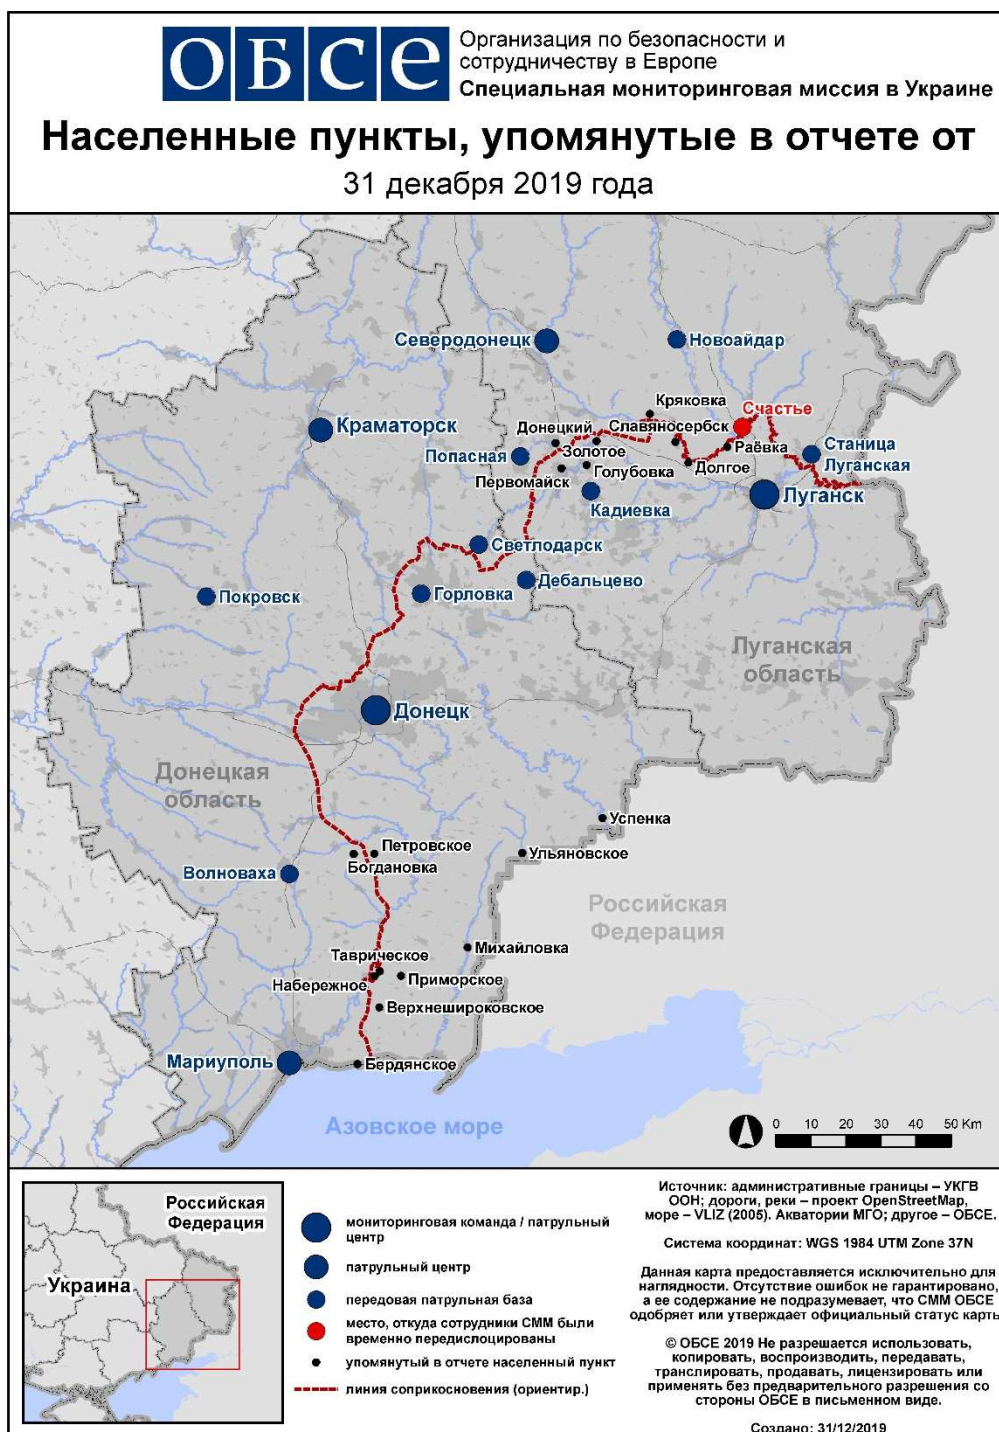 ОБСЕ
Организация по безопасности и
сотрудничеству в Европе
Специальная мониторинговая миссия в Украине
Населенные пункты, упомянутые в отчете от
31 декабря 2019 года
Северодонецк
Новоайдар
Кряковка
Счастье
Краматорск
Донецкий
Славяносербск
Попасная
Золотое
Раёвка
Станица
Луганская
Первомайск
Голубовка
Долгое
Кадиевка
Луганск
Светлодарск
Дебальцево
Покровск
Горловка
Луганская
область
Донецк
Донецкая
область
Успенка
Петровское
Богдановка
Ульяновское
Волноваха
Российская
Федерация
Михайловка
Таврическое
Набережное
Приморское
Верхнешироковское
Мариуполь
Бердянское
Азовское море
0 10 20 30 40 50 Km
Российская
Федерация
Украина
мониторинговая команда / патрульный
центр
патрульный центр
передовая патрульная база
место, откуда сотрудники СММ были
временно передислоцированы
упомянутый в отчете населенный пункт
линия соприкосновения (ориентир.)
Источник: административные границы – УКГВ
ООН; дороги, реки – проект OpenStreetMap,
море – VLIZ (2005). Акватории МГО; другое – ОБСЕ.
Система координат: WGS 1984 UTM Zone 37N
Данная карта предоставляется исключительно для
наглядности. Отсутствие ошибок не гарантировано,
а ее содержание не подразумевает, что СММ ОБСЕ
одобряет или утверждает официальный статус карты
© ОБСЕ 2019 Не разрешается использовать,
копировать, воспроизводить, передавать,
транслировать, продавать, лицензировать или
применять без предварительного разрешения со
стороны ОБСЕ в письменном виде.
Создано: 31/12/2019